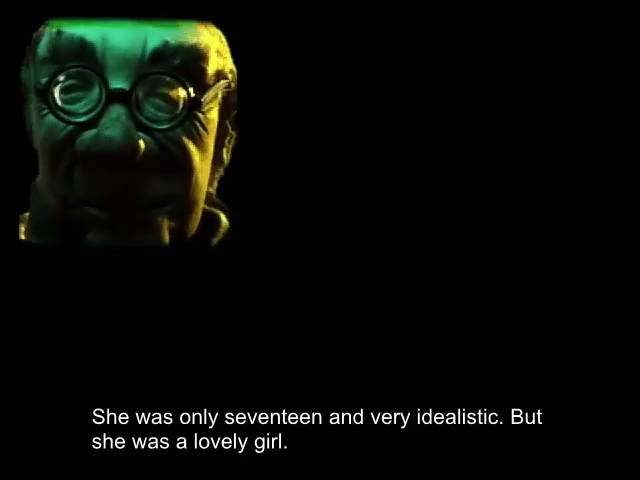 She was only seventeen and very idealistic. But
she was a lovely girl.